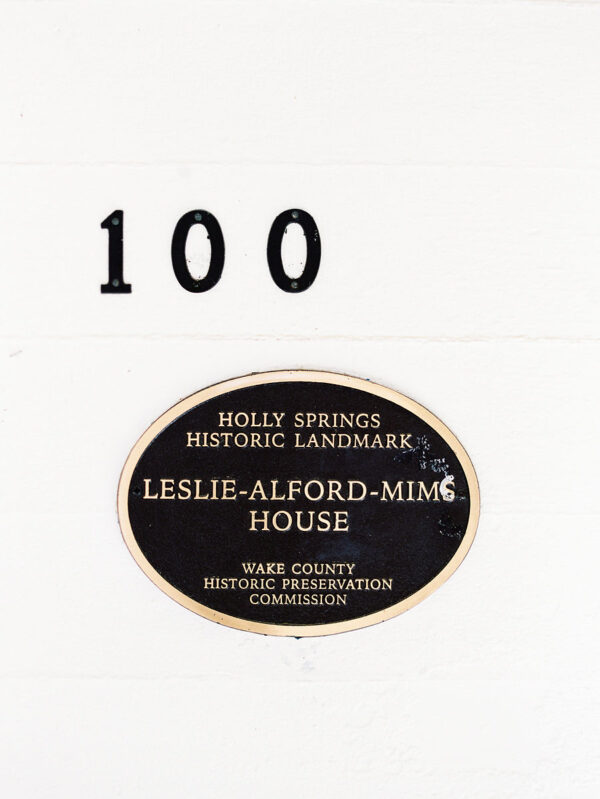 100
HOLLY SPRINGS
HISTORIC LANDMARK
LESLIE-ALFORD-MIMS
HOUSE
WAKE COUNTY
HISTORIC PRESERVATION
COMMISSION